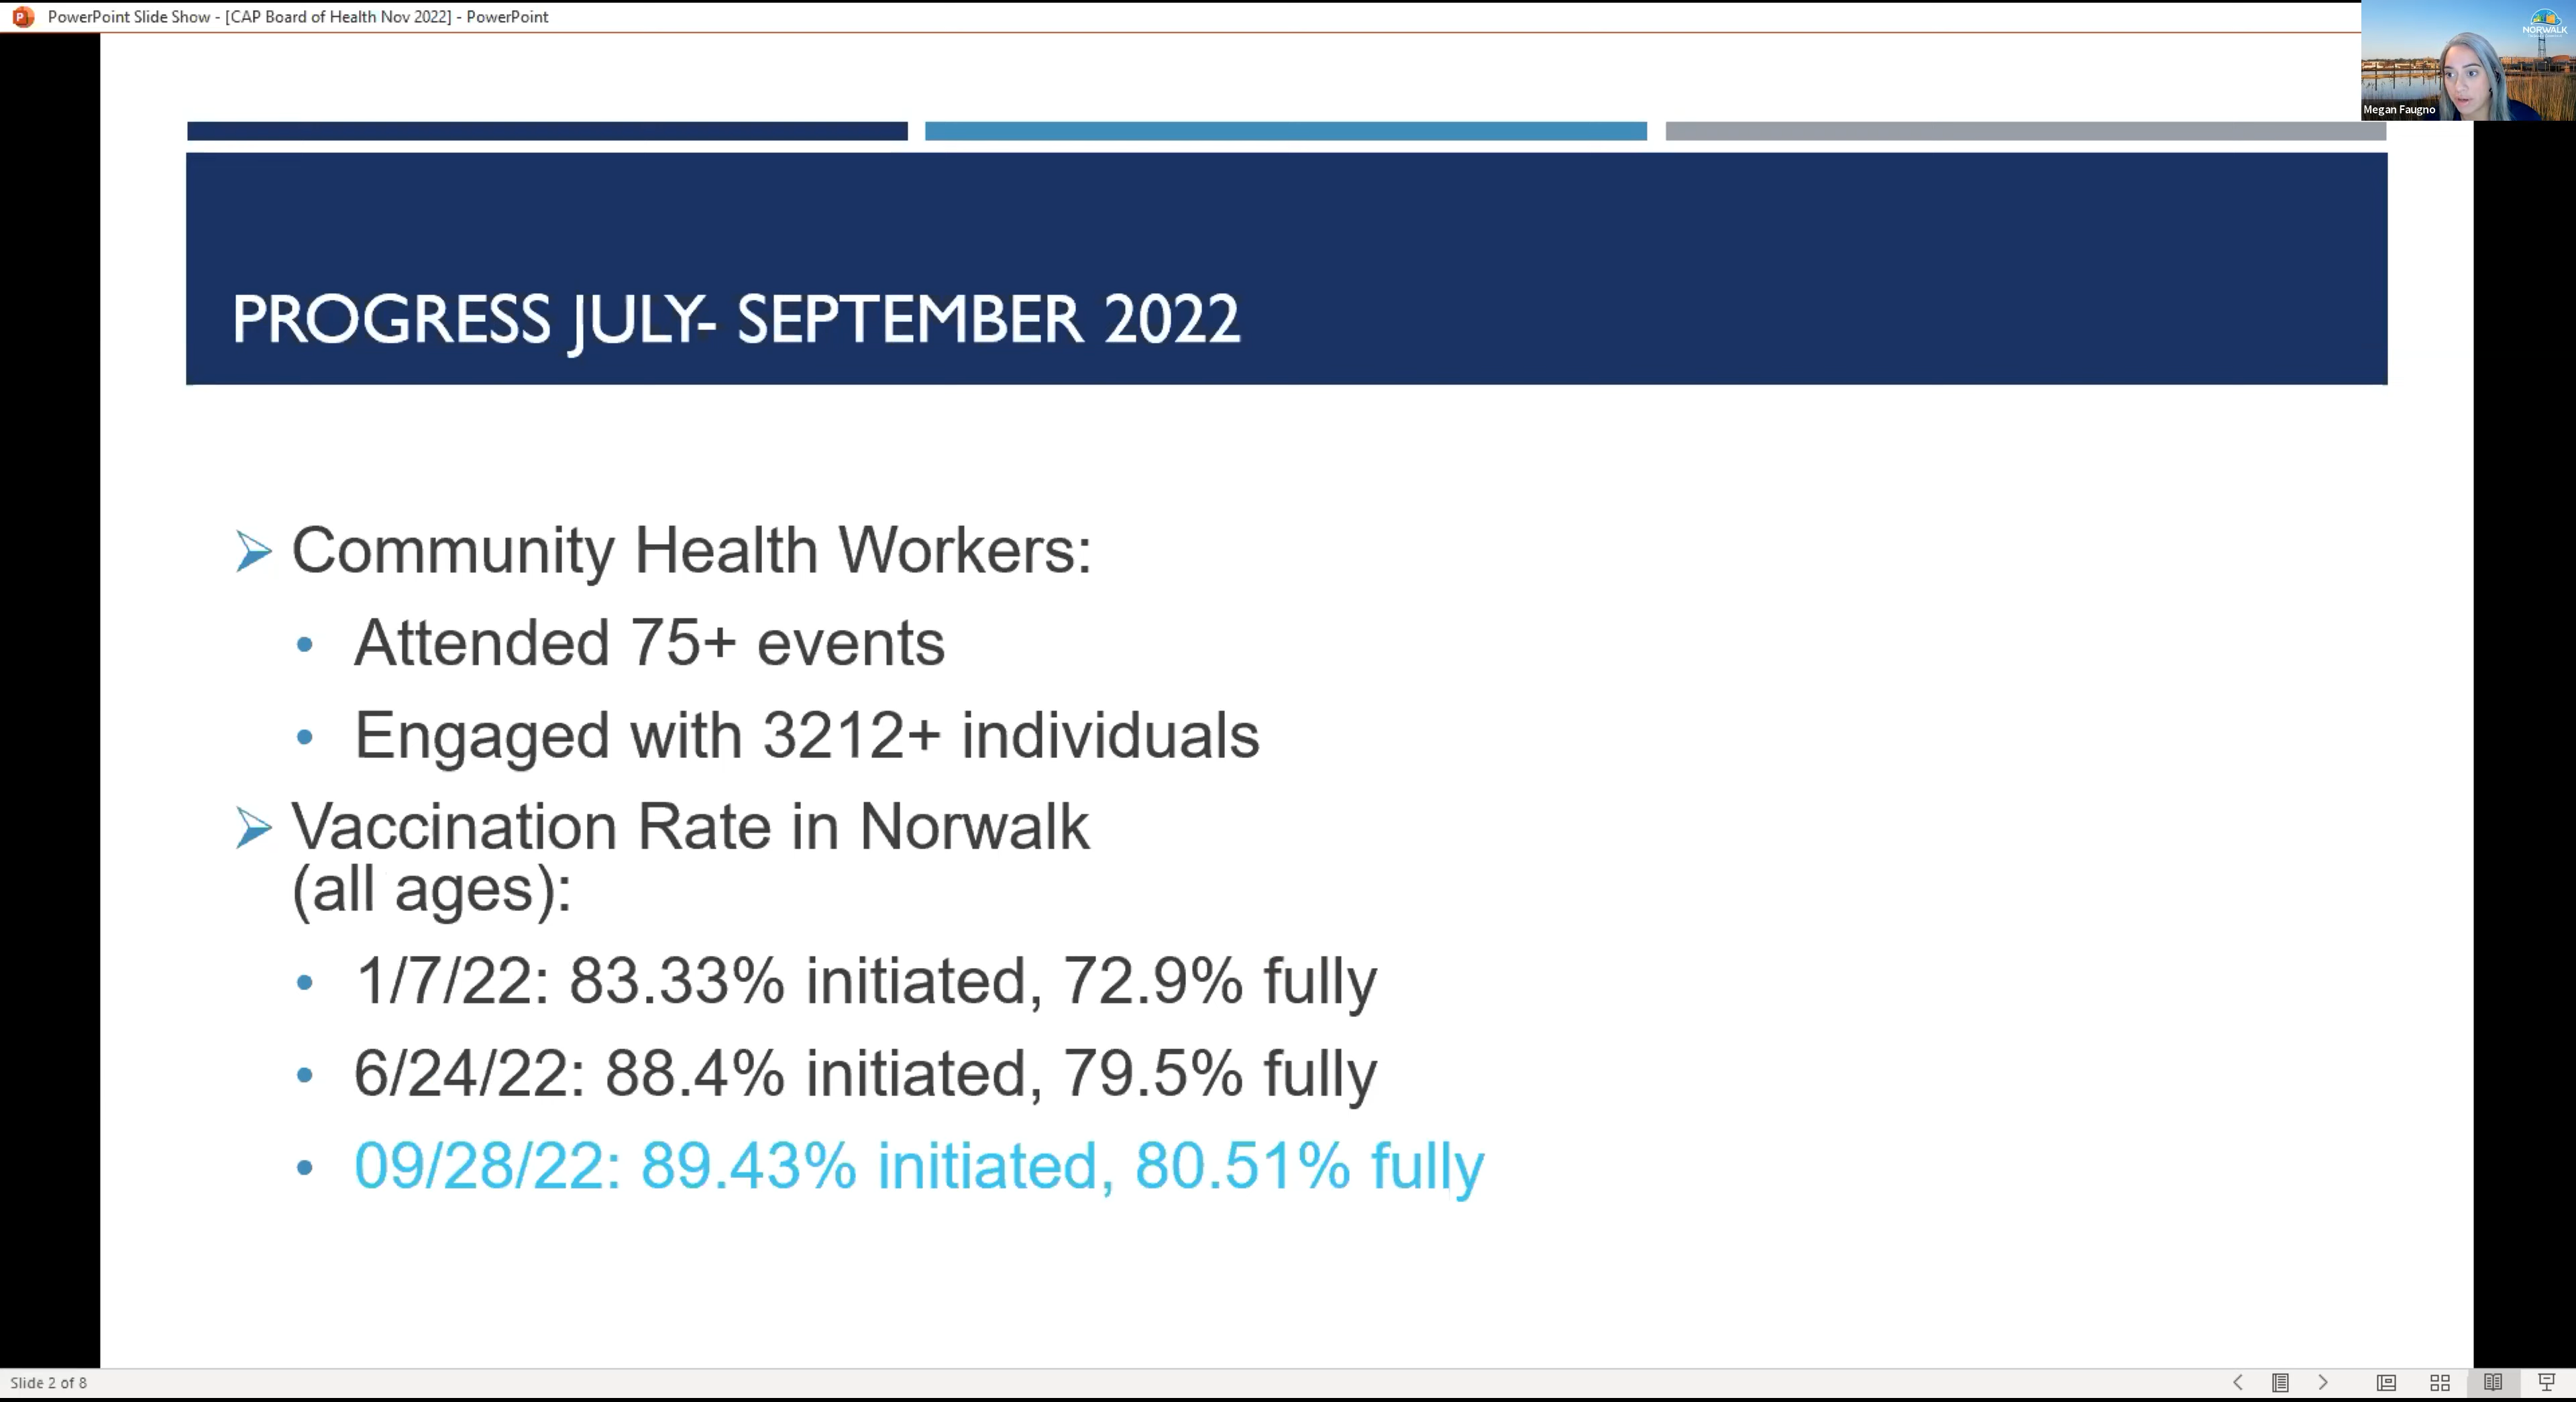 PowerPoint Slide Show - [CAP Board of Health Nov 2022] - PowerPoint
NORWALK
Megan Faugno
PROGRESS JULY- SEPTEMBER 2022
Community Health Workers:
Attended 75+ events
Engaged with 3212+ individuals
Vaccination Rate in Norwalk
(all ages):
1/7/22: 83.33% initiated, 72.9% fully
6/24/22: 88.4% initiated, 79.5% fully
09/28/22: 89.43% initiated, 80.51% fully
Slide 2 of 8